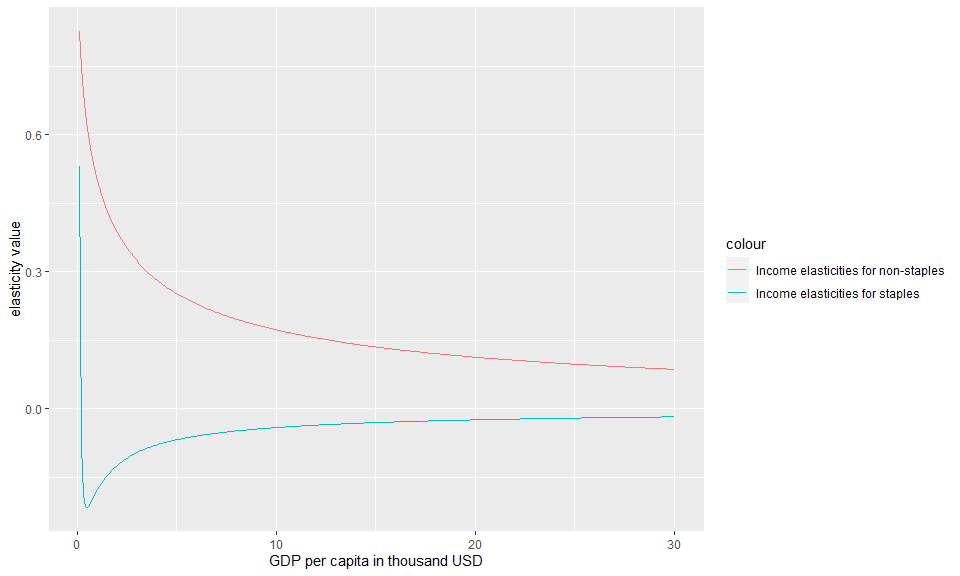 elasticity value
0.6
0.3
0.0
0
10
20
30
GDP per capita in thousand USD
colour
Income elasticities for non-staples
Income elasticities for staples